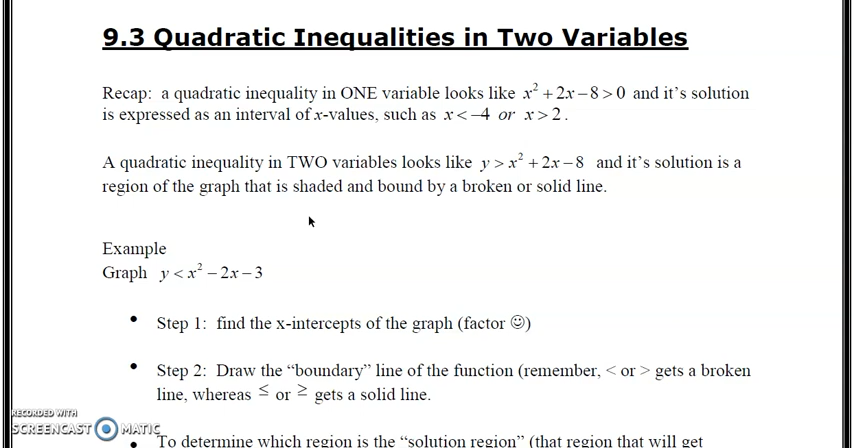 9.3 Quadratic Inequalities in Two Variables
Recap: a quadratic inequality in ONE variable looks like x² + 2x − 8 > 0 and it's solution
is expressed as an interval of x-values, such as x < −4 or x > 2.
A quadratic inequality in TWO variables looks like y > x² + 2x − 8 and it's solution is a
region of the graph that is shaded and bound by a broken or solid line.
Example
Graph y < x² − 2x − 3
• Step 1: find the x-intercepts of the graph (factor ☺)
• Step 2: Draw the “boundary” line of the function (remember, < or > gets a broken
line, whereas ≤ or ≥ gets a solid line.
• To determine which region is the “solution region” (that region that will get
RECORDED WITH
SCREENCAST MATIC